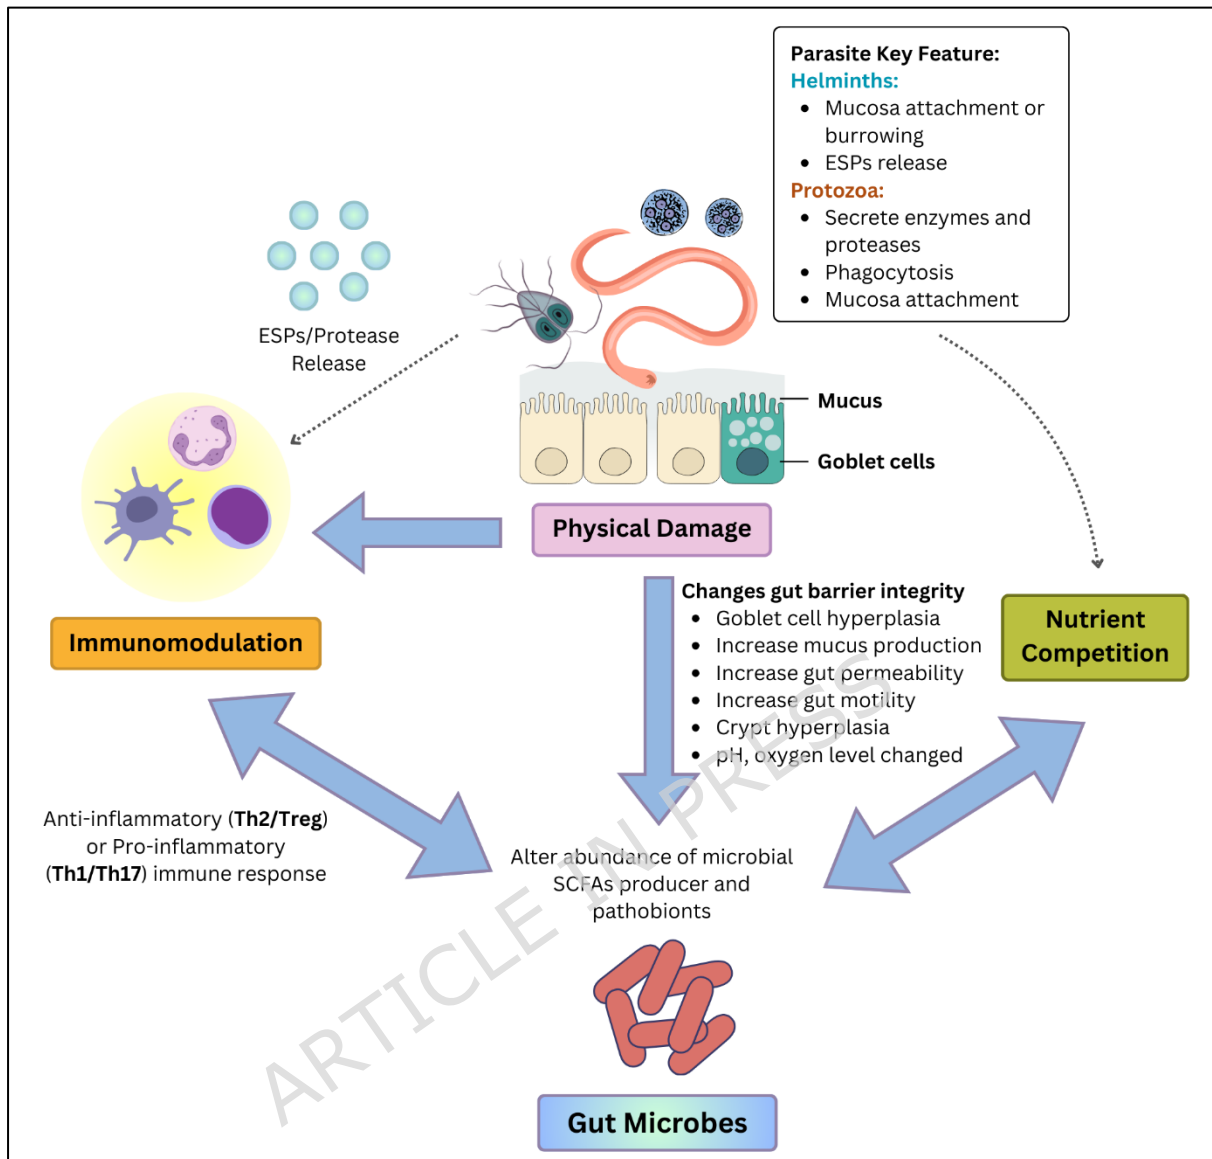 Parasite Key Feature:
Helminths:
• Mucosa attachment or
burrowing
• ESPs release
Protozoa:
• Secrete enzymes and
proteases
• Phagocytosis
• Mucosa attachment
ESPs/Protease
Release
Mucus
Goblet cells
Physical Damage
Immunomodulation
Changes gut barrier integrity
• Goblet cell hyperplasia
• Increase mucus production
• Increase gut permeability
• Increase gut motility
• Crypt hyperplasia
• pH, oxygen level changed
Nutrient
Competition
Anti-inflammatory (Th2/Treg)
or Pro-inflammatory
(Th1/Th17) immune response
Alter abundance of microbial
SCFAs producer and
pathobionts
Gut Microbes
ARTICLE IN PRESS